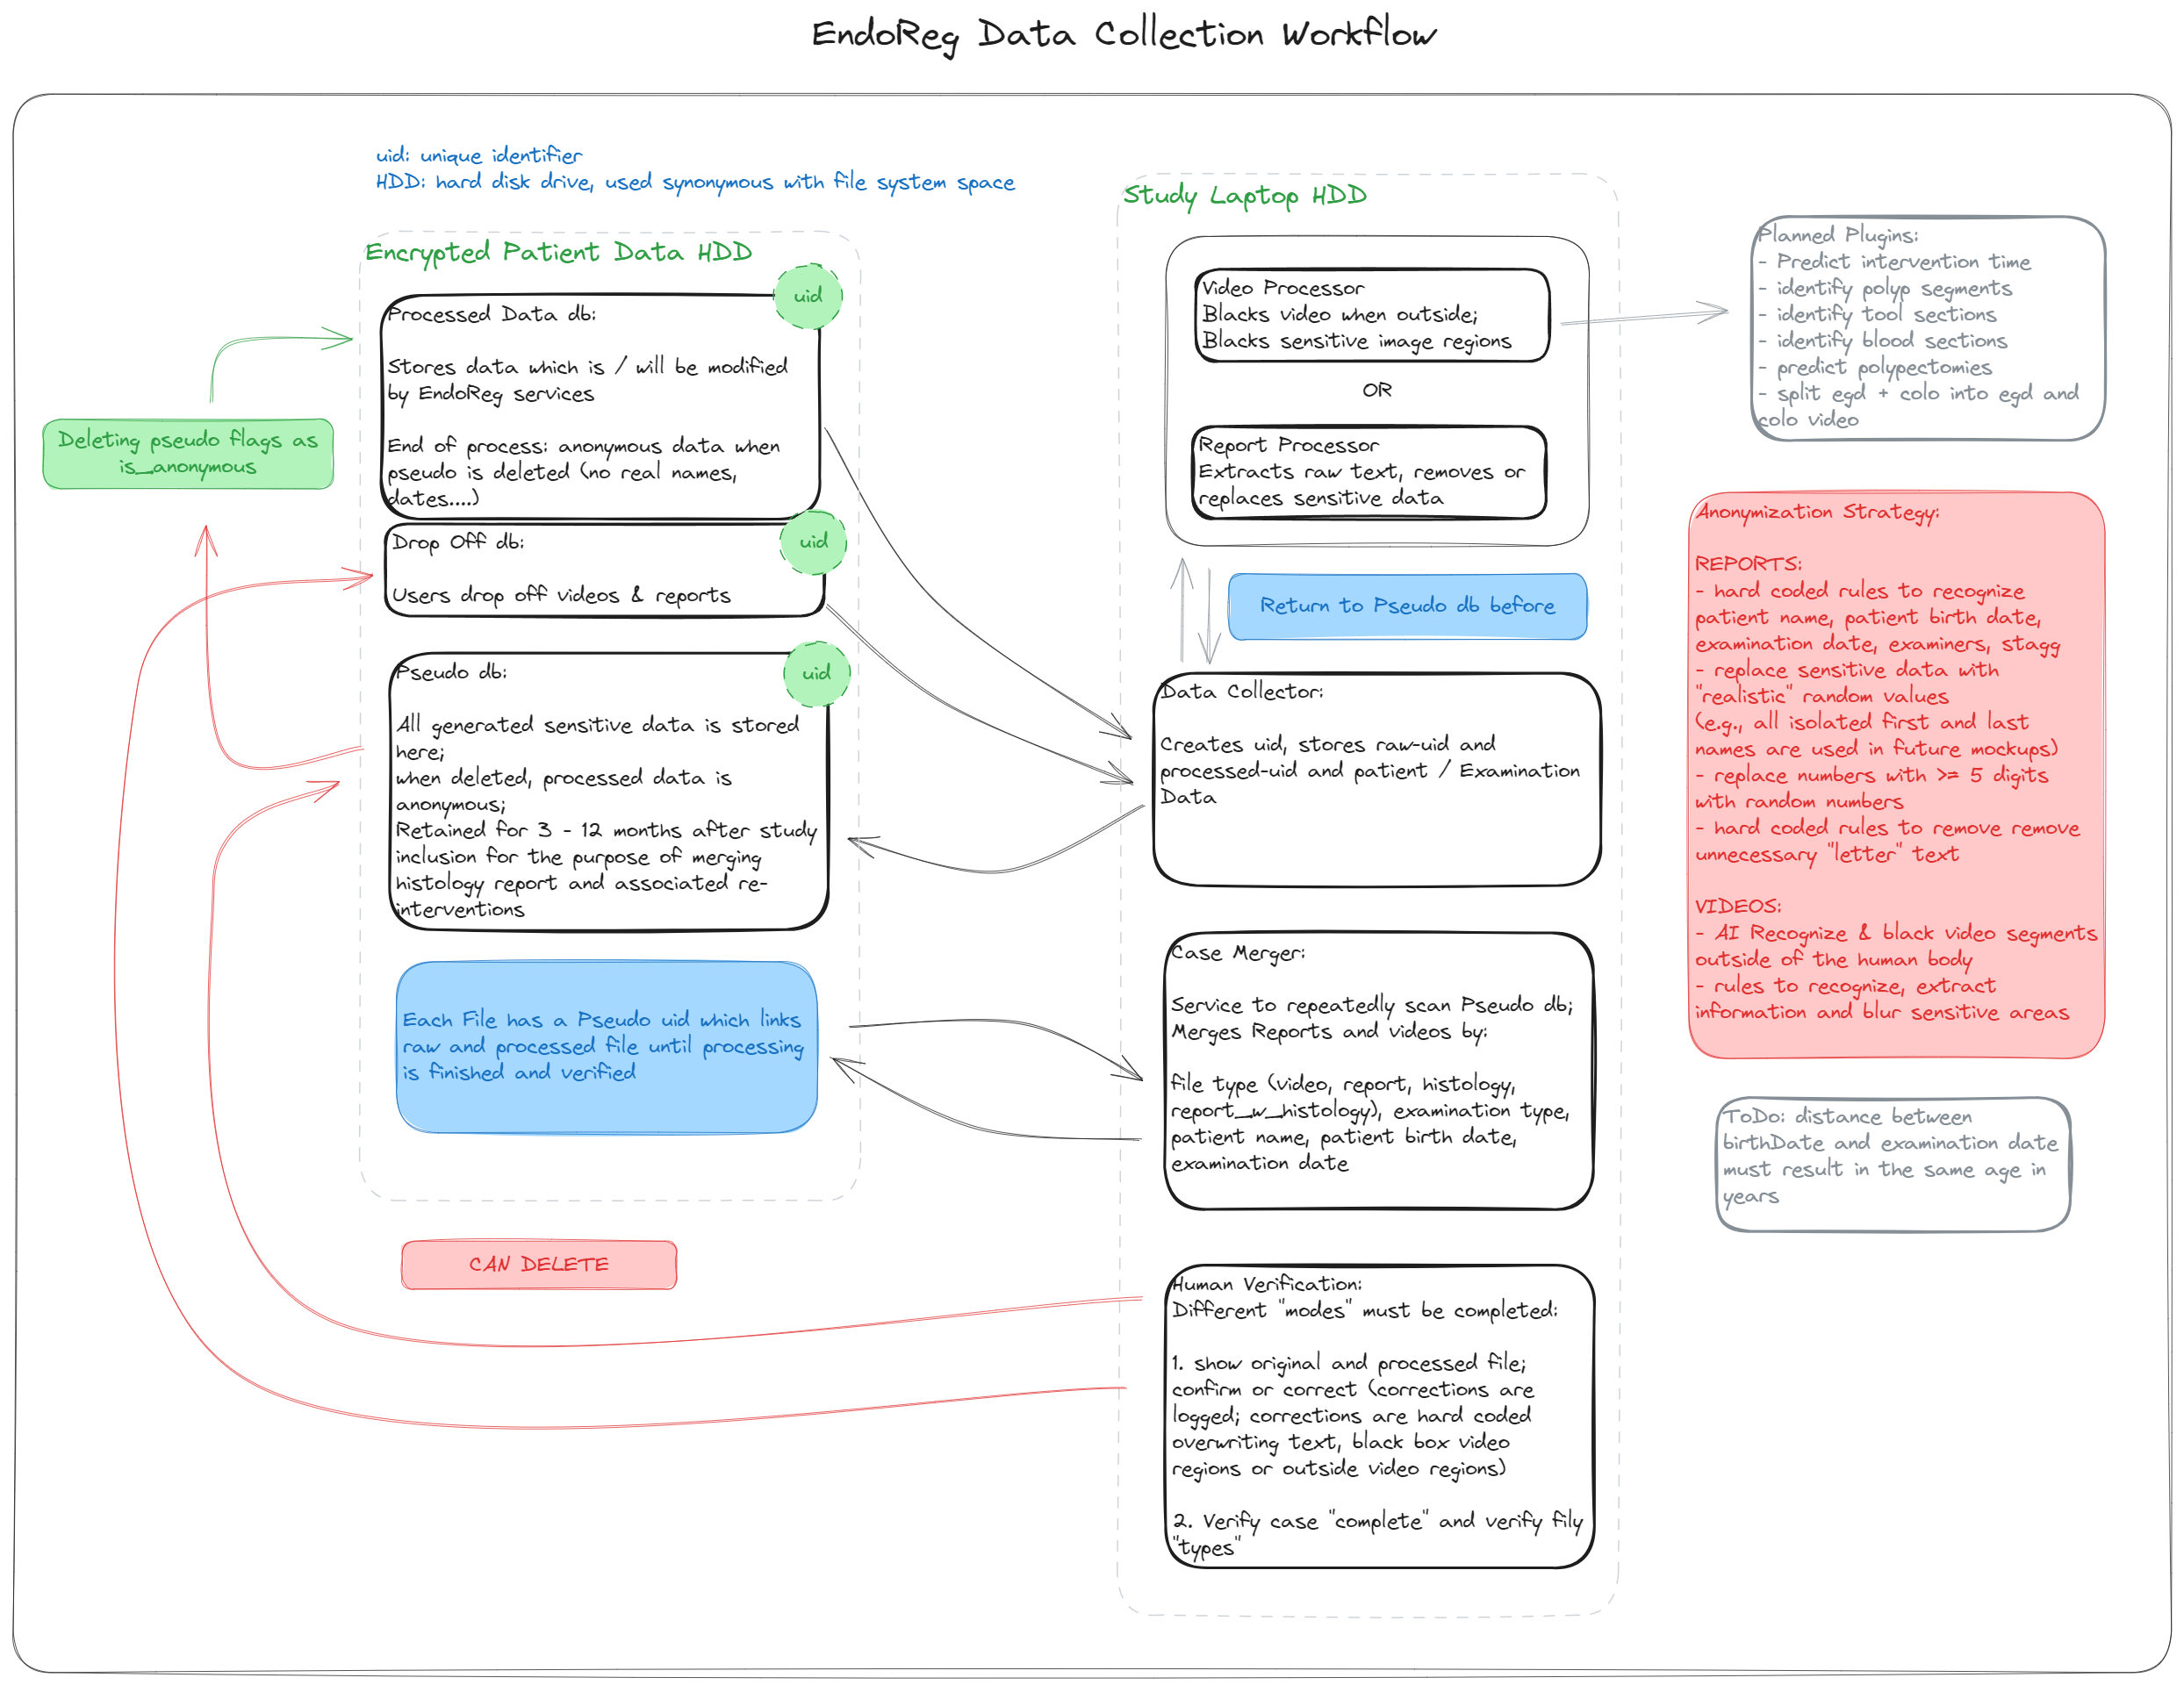 EndoReg Data Collection Workflow
uid: unique identifier
HDD: hard disk drive, used synonymous with file system space
Encrypted Patient Data HDD
uid
Processed Data db:
Stores data which is / will be modified
by EndoReg services
End of process: anonymous data when
pseudo is deleted (no real names,
dates....)
Deleting pseudo flags as
is_anonymous
uid
Drop Off db:
Users drop off videos & reports
uid
Pseudo db:
All generated sensitive data is stored
here;
when deleted, processed data is
anonymous;
Retained for 3 - 12 months after study
inclusion for the purpose of merging
histology report and associated re-
interventions
Each File has a Pseudo uid which links
raw and processed file until processing
is finished and verified
CAN DELETE
Study Laptop HDD
Video Processor
Blacks video when outside;
Blacks sensitive image regions
OR
Report Processor
Extracts raw text, removes or
replaces sensitive data
Return to Pseudo db before
Data Collector:
Creates uid, stores raw-uid and
processed-uid and patient / Examination
Data
Case Merger:
Service to repeatedly scan Pseudo db;
Merges Reports and videos by:
file type (video, report, histology,
report_w_histology), examination type,
patient name, patient birth date,
examination date
Human Verification:
Different "modes" must be completed:
1. show original and processed file;
confirm or correct (corrections are
logged; corrections are hard coded
overwriting text, black box video
regions or outside video regions)
2. Verify case "complete" and verify fily
"types"
Planned Plugins:
- Predict intervention time
- identify polyp segments
- identify tool sections
- identify blood sections
- predict polypectomies
- split egd + colo into egd and
colo video
Anonymization Strategy:
REPORTS:
- hard coded rules to recognize
patient name, patient birth date,
examination date, examiners, stagg
- replace sensitive data with
"realistic" random values
(e.g., all isolated first and last
names are used in future mockups)
- replace numbers with >= 5 digits
with random numbers
- hard coded rules to remove remove
unnecessary "letter" text
VIDEOS:
- AI Recognize & black video segments
outside of the human body
- rules to recognize, extract
information and blur sensitive areas
ToDo: distance between
birthDate and examination date
must result in the same age in
years